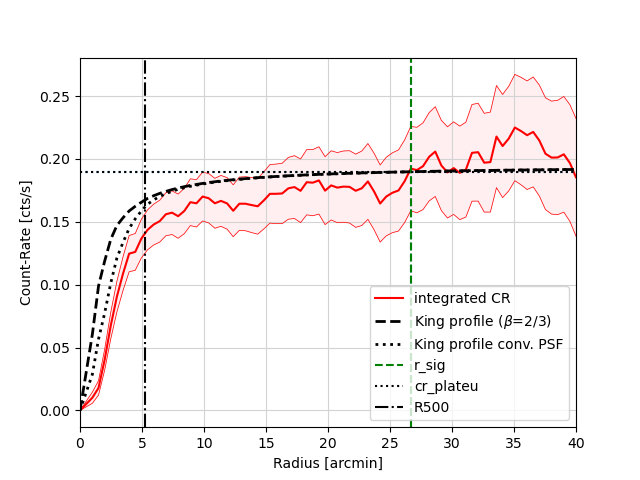 0.25
0.20
0.15
0.10
0.05
0.00
Count-Rate [cts/s]
integrated CR
King profile (β=2/3)
King profile conv. PSF
r_sig
cr_plateu
R500
0 5 10 15 20 25 30 35 40
Radius [arcmin]